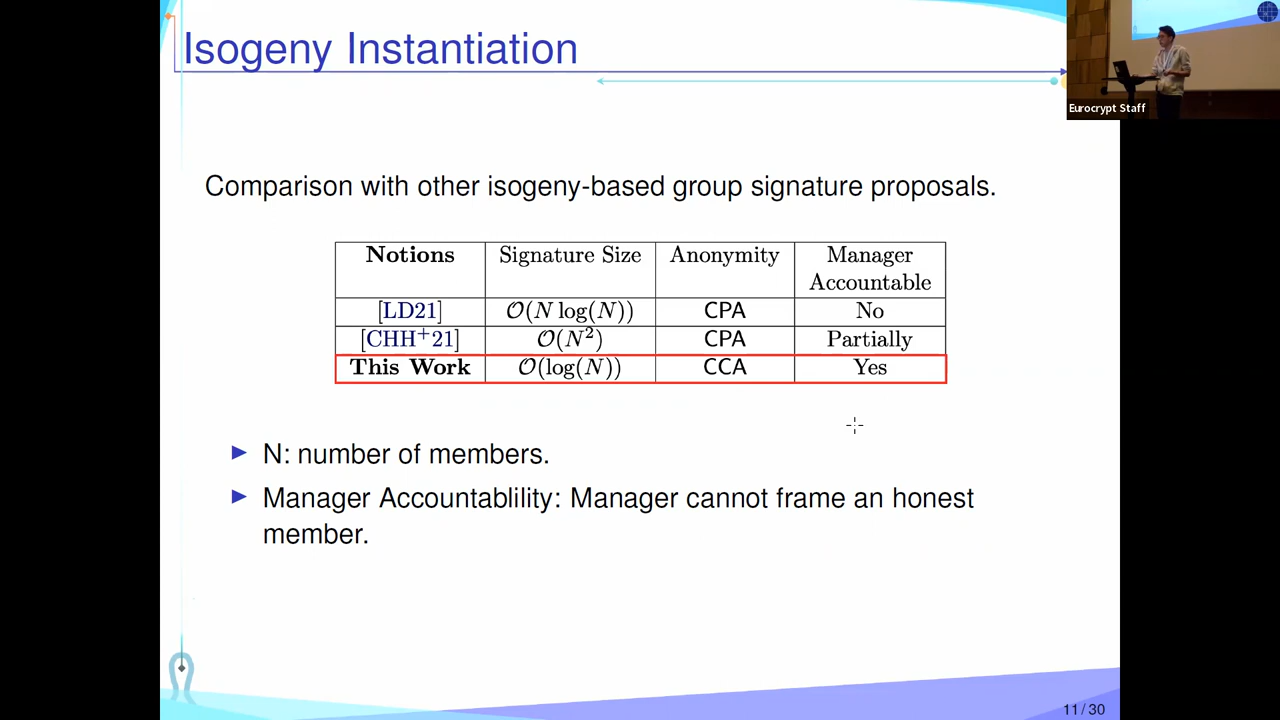 Isogeny Instantiation
Eurocrypt Staff
Comparison with other isogeny-based group signature proposals.
Notions Signature Size Anonymity Manager Accountable
[LD21] O(N log(N)) CPA No
[CHH+21] O(N²) CPA Partially
This Work O(log(N)) CCA Yes
N: number of members.
Manager Accountablility: Manager cannot frame an honest
member.
11 / 30